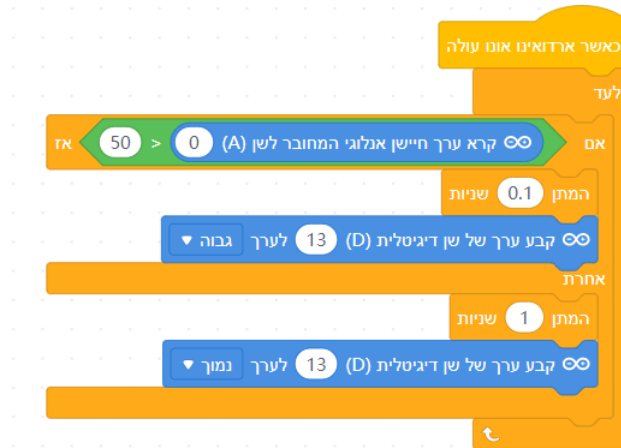 כאשר ארדואינו אונו עולה
לעד
אם קרא ערך חיישן אנלוגי המחובר לשן (A) 0 > 50 אז
המתן 0.1 שניות
קבע ערך של שן דיגיטלית (D) 13 לערך גבוה
אחרת
המתן 1 שניות
קבע ערך של שן דיגיטלית (D) 13 לערך נמוך